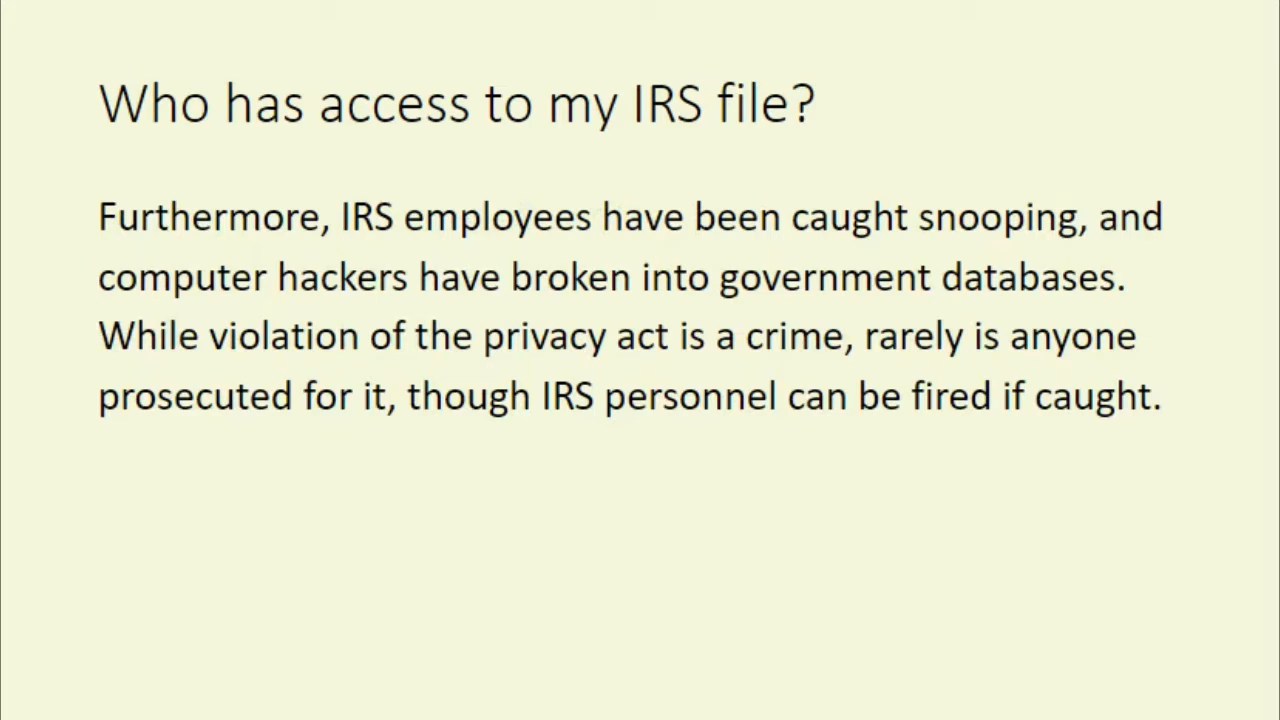 Who has access to my IRS file?
Furthermore, IRS employees have been caught snooping, and
computer hackers have broken into government databases.
While violation of the privacy act is a crime, rarely is anyone
prosecuted for it, though IRS personnel can be fired if caught.